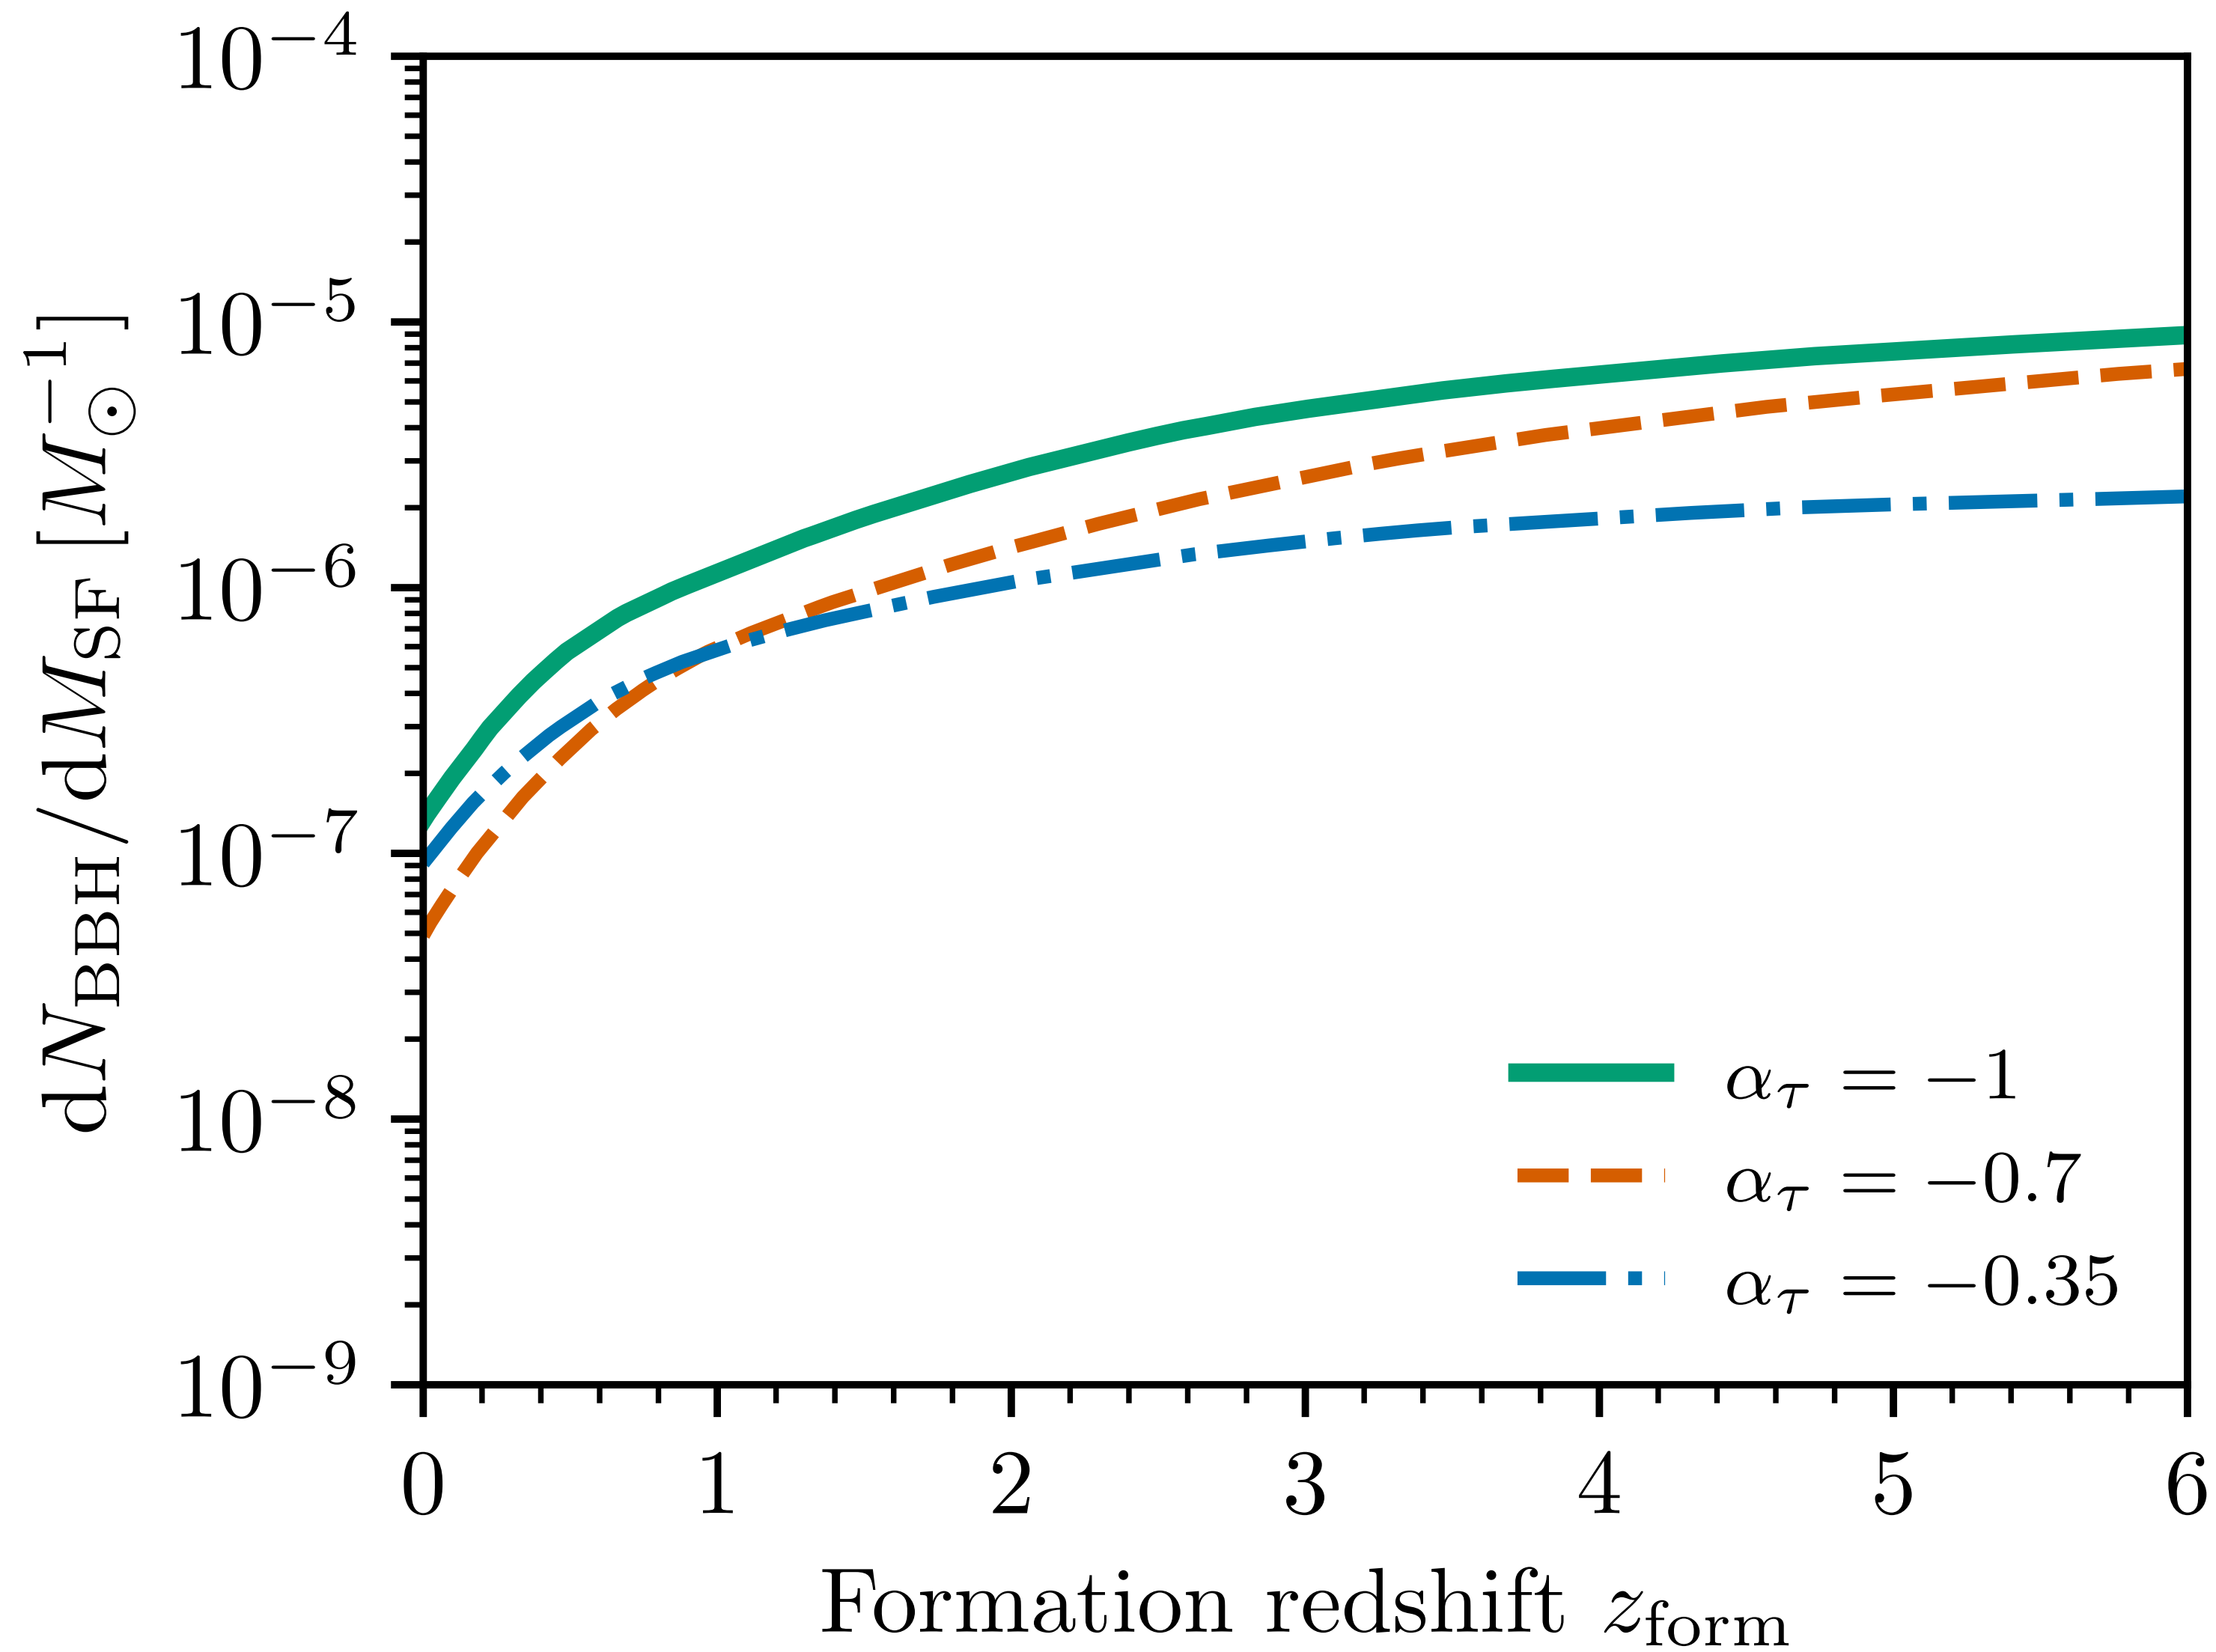 10⁻⁴
10⁻⁵
10⁻⁶
10⁻⁷
10⁻⁸
10⁻⁹
dN_BBH/dM_SF [M_⊙⁻¹]
α_τ = −1
α_τ = −0.7
α_τ = −0.35
0 1 2 3 4 5 6
Formation redshift z_form